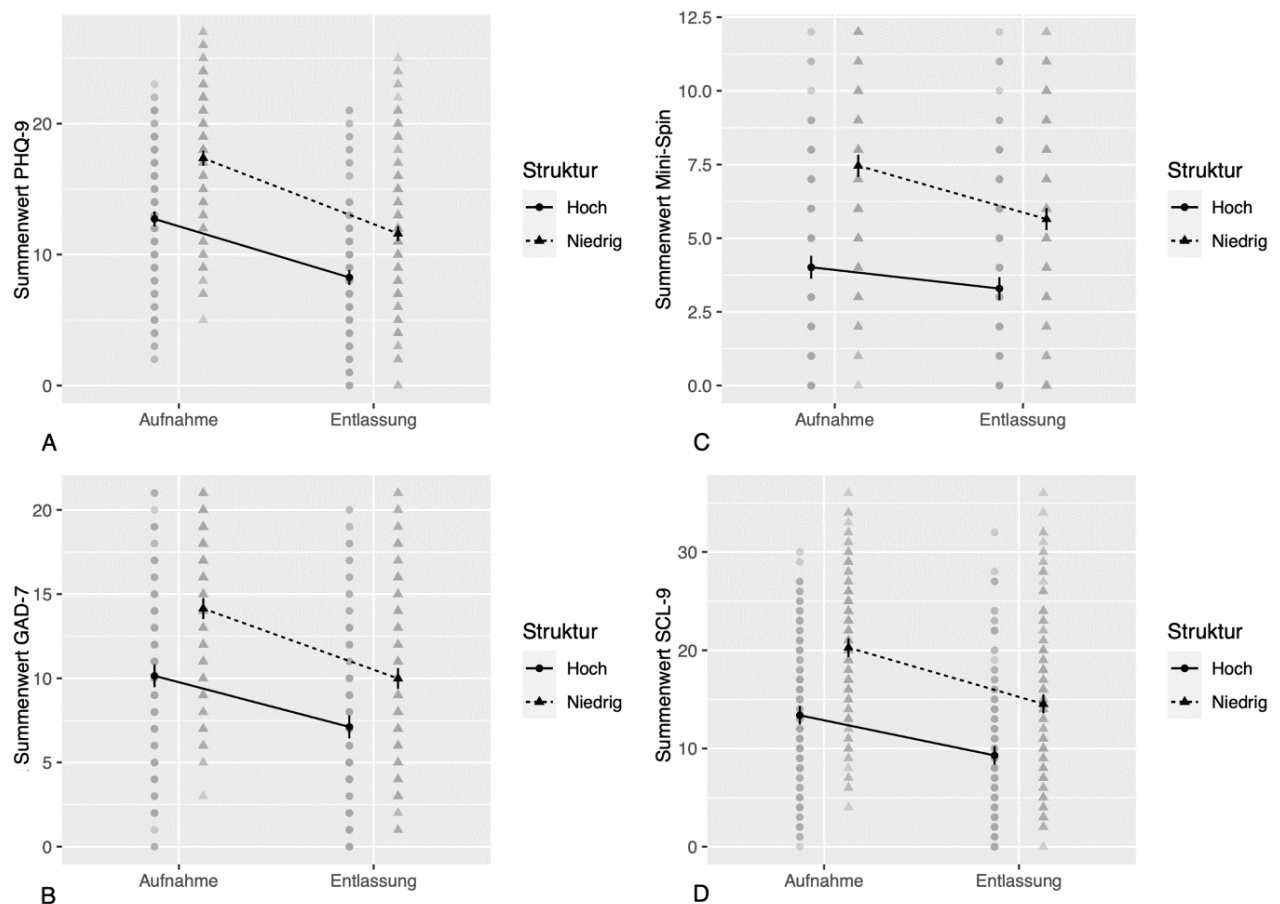 Summenwert PHQ-9
20
10
0
Aufnahme
Entlassung
Struktur
Hoch
Niedrig
A
Summenwert Mini-Spin
12.5
10.0
7.5
5.0
2.5
0.0
Aufnahme
Entlassung
Struktur
Hoch
Niedrig
C
Summenwert GAD-7
20
15
10
5
0
Aufnahme
Entlassung
Struktur
Hoch
Niedrig
B
Summenwert SCL-9
30
20
10
0
Aufnahme
Entlassung
Struktur
Hoch
Niedrig
D